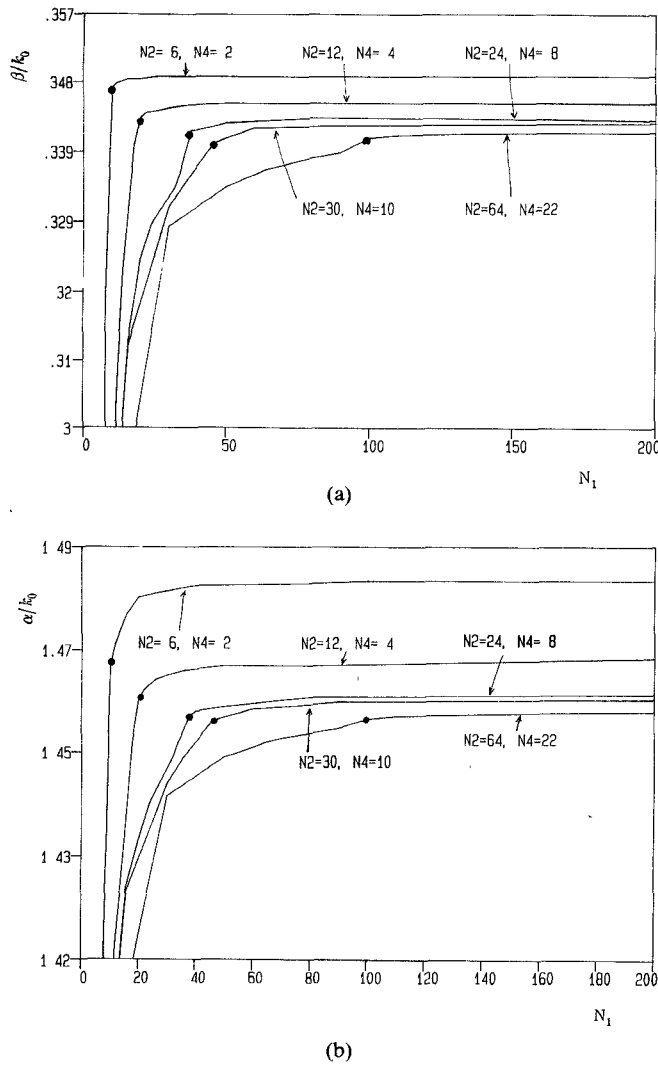 .357
β/k₀
N2= 6, N4= 2
N2=12, N4= 4
N2=24, N4= 8
.348
.339
N2=30, N4=10
N2=64, N4=22
.329
.32
.31
.3
0
50
100
150
200
N₁
(a)
1 49
α/k₀
1.47
N2= 6, N4= 2
N2=12, N4= 4
N2=24, N4= 8
1.45
N2=30, N4=10
N2=64, N4=22
1 43
1 42
0 20 40 60 80 100 120 140 160 180 200
N₁
(b)